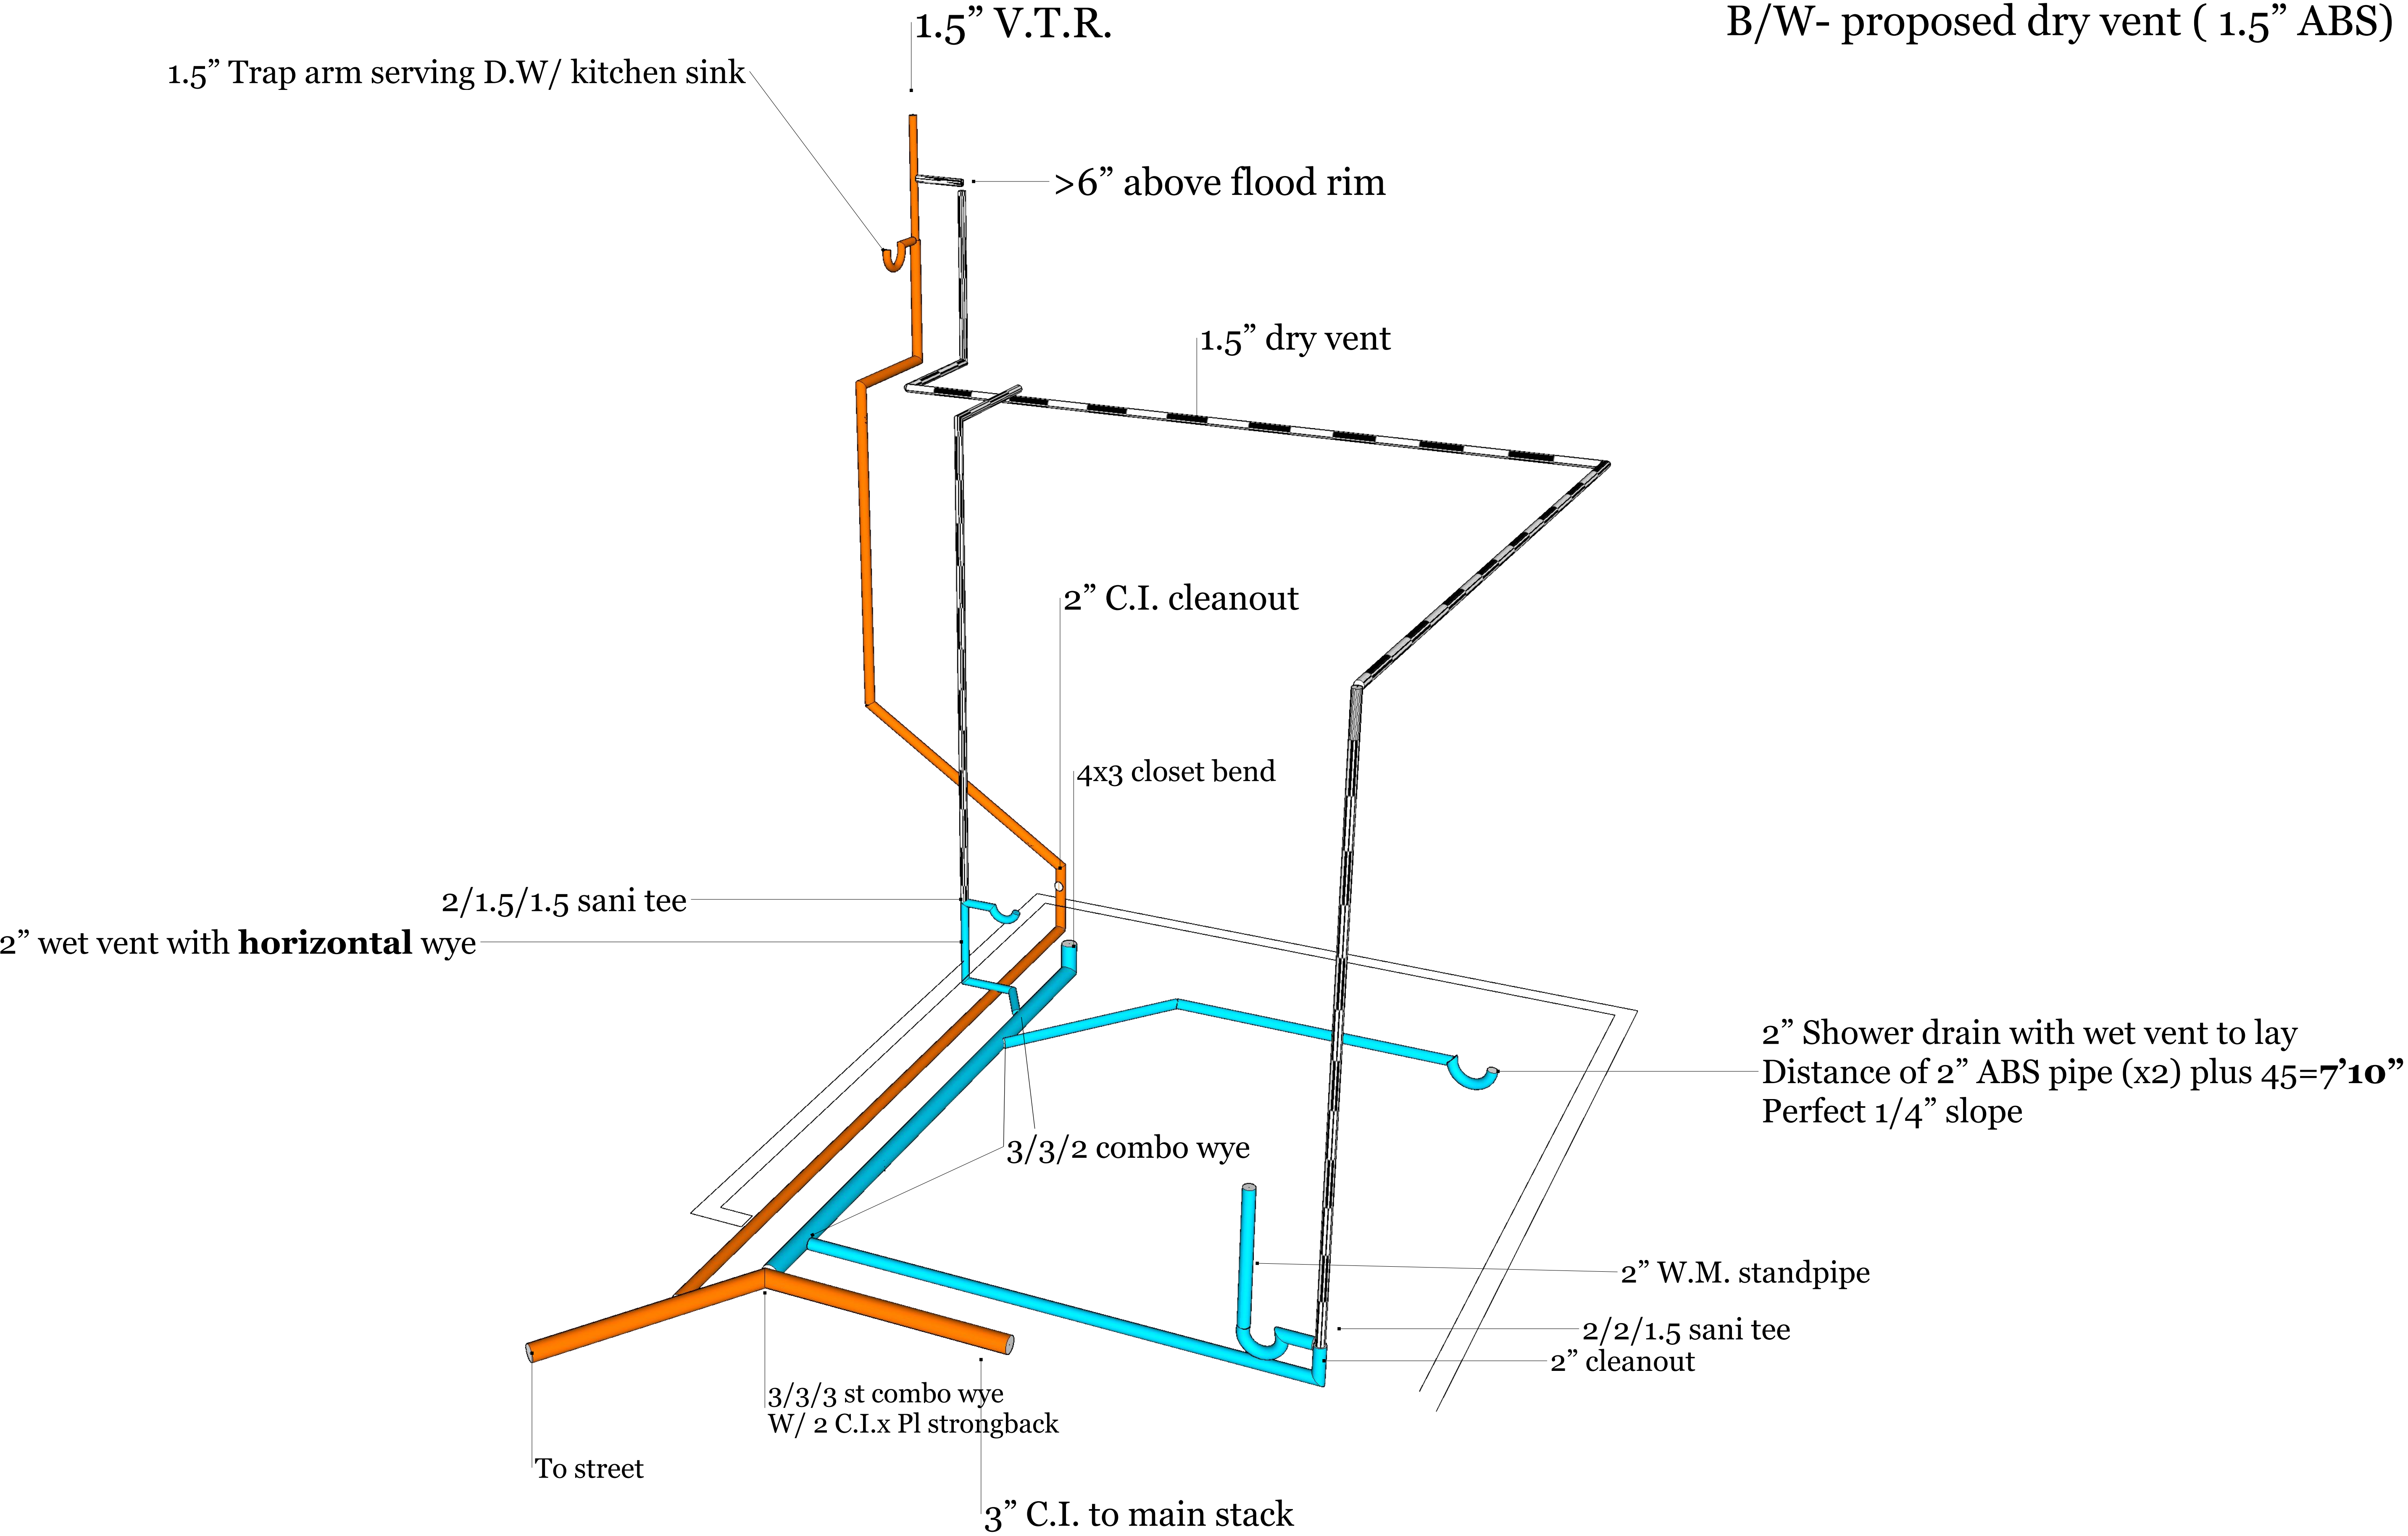 1.5” V.T.R.
B/W- proposed dry vent ( 1.5” ABS)
1.5” Trap arm serving D.W/ kitchen sink
>6” above flood rim
1.5” dry vent
2” C.I. cleanout
4x3 closet bend
2/1.5/1.5 sani tee
2” wet vent with horizontal wye
2” Shower drain with wet vent to lay
Distance of 2” ABS pipe (x2) plus 45=7’10”
Perfect 1/4” slope
3/3/2 combo wye
2” W.M. standpipe
2/2/1.5 sani tee
2” cleanout
3/3/3 st combo wye
W/ 2 C.I.x Pl strongback
To street
3” C.I. to main stack